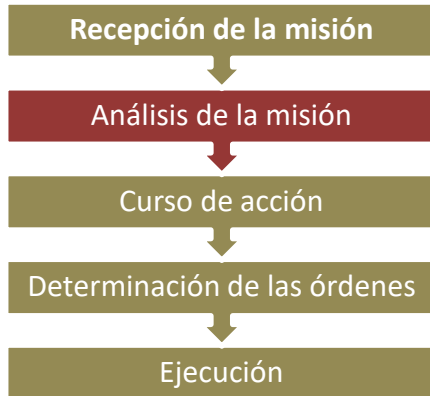 Recepción de la misión
Análisis de la misión
Curso de acción
Determinación de las órdenes
Ejecución